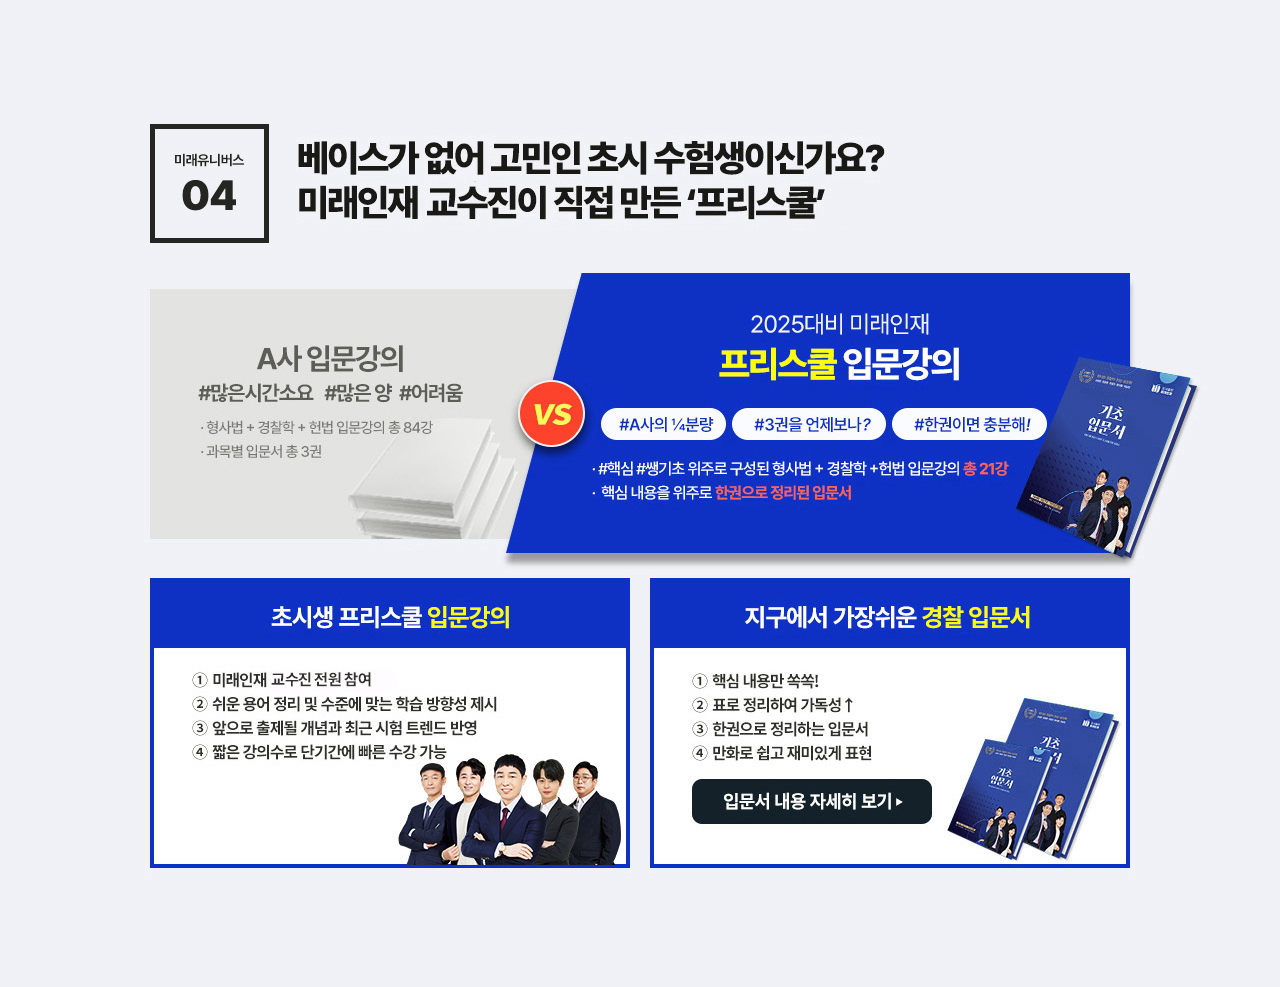 미래유니버스
04
베이스가 없어 고민인 초시 수험생이신가요?
미래인재 교수진이 직접 만든 ‘프리스쿨’
A사 입문강의
#많은시간소요 #많은 양 #어려움
· 형사법 + 경찰학 + 헌법 입문강의 총 84강
· 과목별 입문서 총 3권
VS
2025대비 미래인재
프리스쿨 입문강의
#A사의 ¼분량
#3권을 언제보나?
#한권이면 충분해!
· #핵심 #쌩기초 위주로 구성된 형사법 + 경찰학 +헌법 입문강의 총 21강
· 핵심 내용을 위주로 한권으로 정리된 입문서
기초
입문서
초시생 프리스쿨 입문강의
① 미래인재 교수진 전원 참여
② 쉬운 용어 정리 및 수준에 맞는 학습 방향성 제시
③ 앞으로 출제될 개념과 최근 시험 트렌드 반영
④ 짧은 강의수로 단기간에 빠른 수강 가능
지구에서 가장쉬운 경찰 입문서
① 핵심 내용만 쏙쏙!
② 표로 정리하여 가독성↑
③ 한권으로 정리하는 입문서
④ 만화로 쉽고 재미있게 표현
입문서 내용 자세히 보기▸
기초
기초
입문서